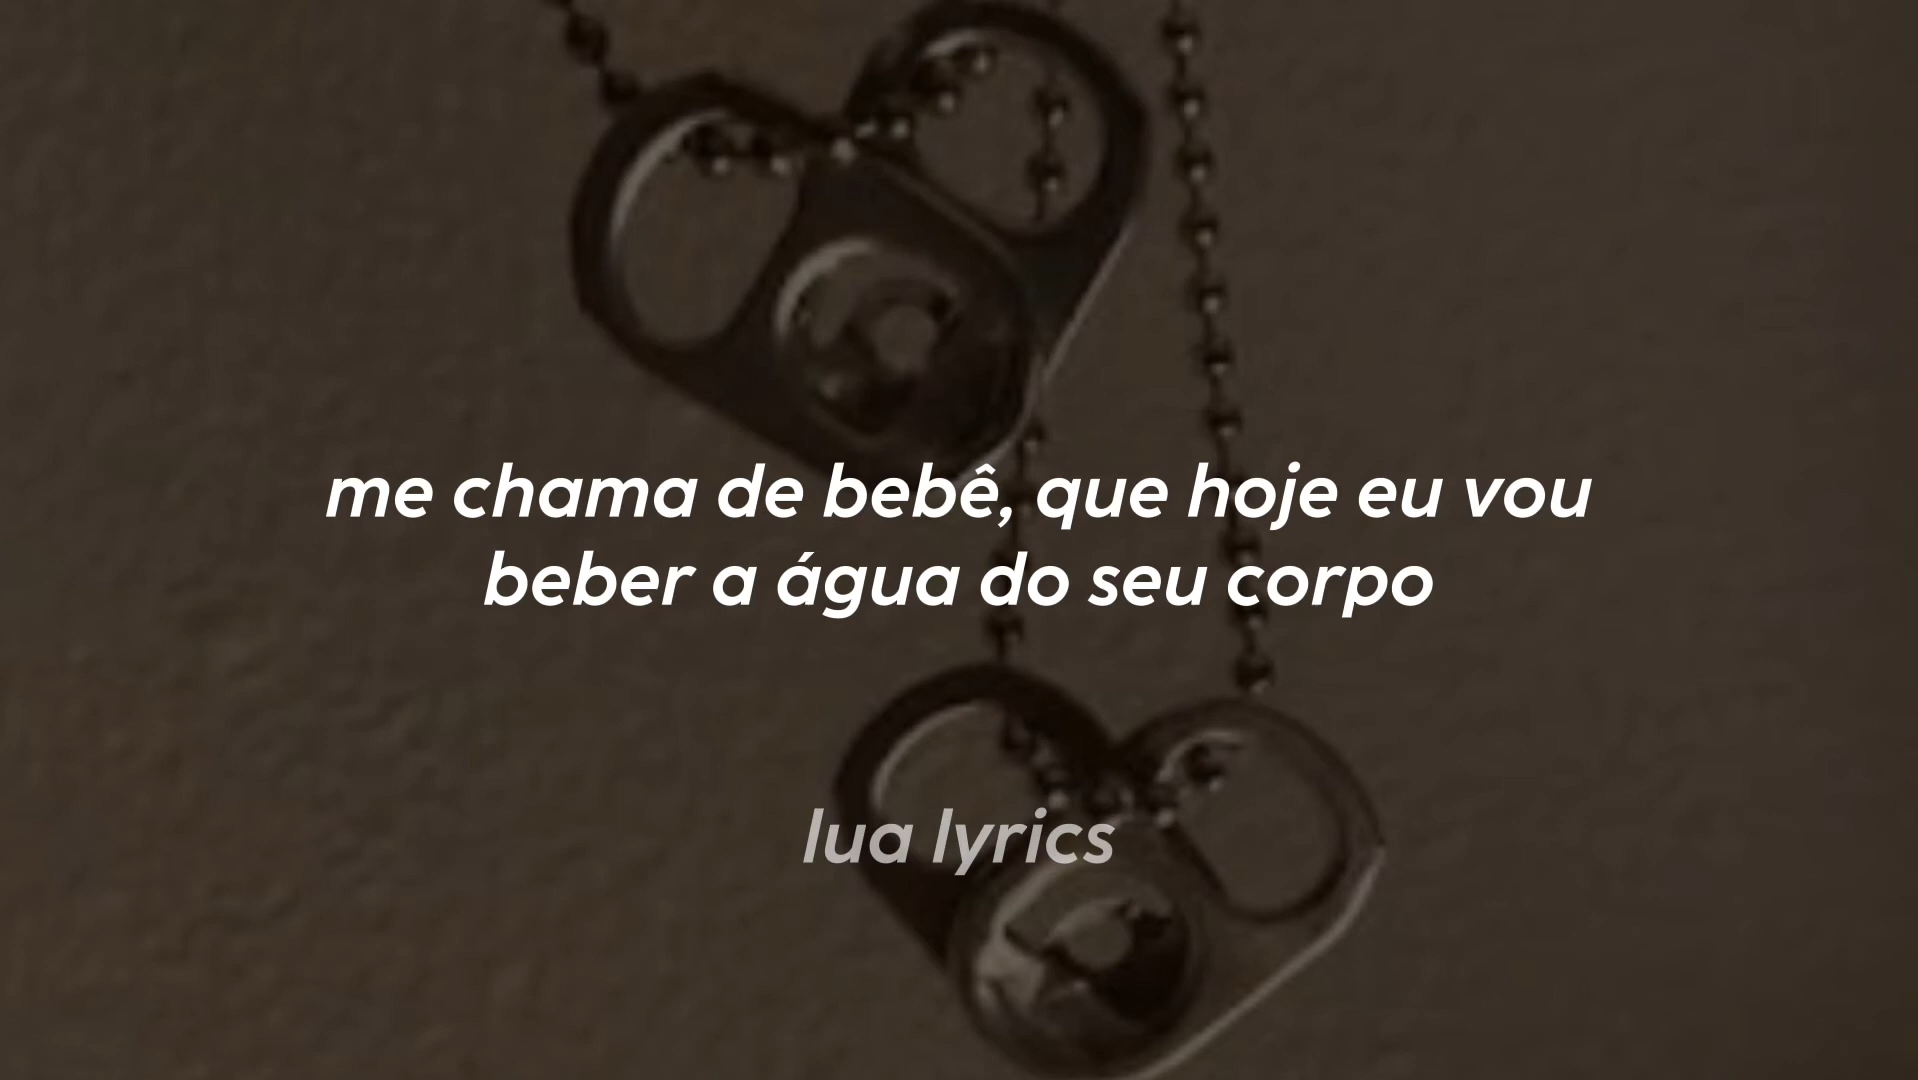 me chama de bebê, que hoje eu vou
beber a água do seu corpo
lua lyrics